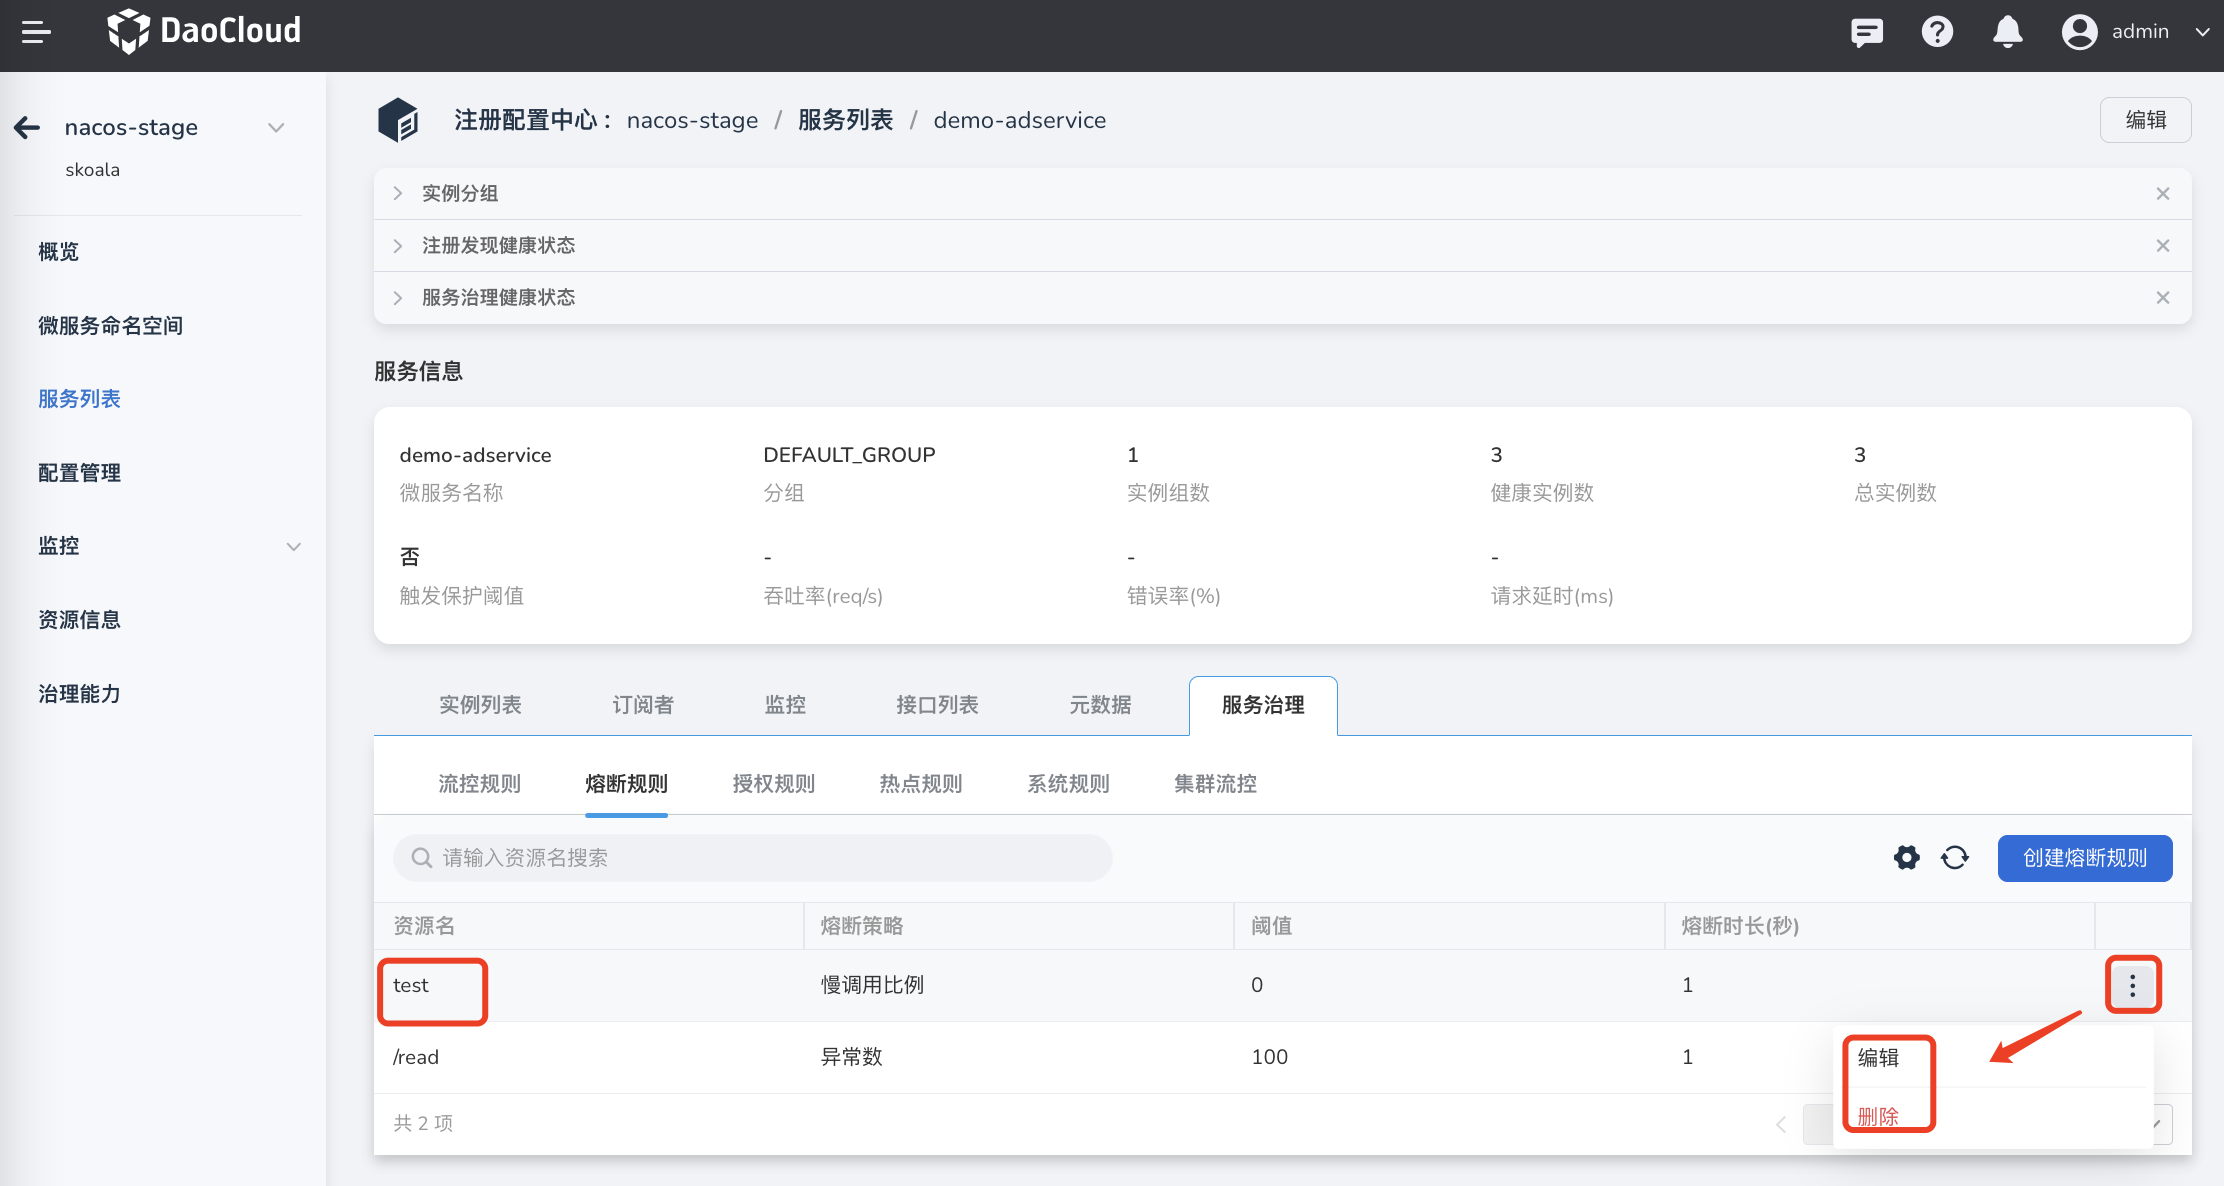 DaoCloud
admin
nacos-stage
skoala
概览
微服务命名空间
服务列表
配置管理
监控
资源信息
治理能力
注册配置中心： nacos-stage / 服务列表 / demo-adservice
编辑
实例分组
注册发现健康状态
服务治理健康状态
服务信息
demo-adservice DEFAULT_GROUP 1 3 3
微服务名称 分组 实例组数 健康实例数 总实例数
否 - - -
触发保护阈值 吞吐率(req/s) 错误率(%) 请求延时(ms)
实例列表 订阅者 监控 接口列表 元数据 服务治理
流控规则 熔断规则 授权规则 热点规则 系统规则 集群流控
请输入资源名搜索 创建熔断规则
资源名 熔断策略 阈值 熔断时长(秒)
test 慢调用比例 0 1
/read 异常数 100 1
编辑
删除
共 2 项